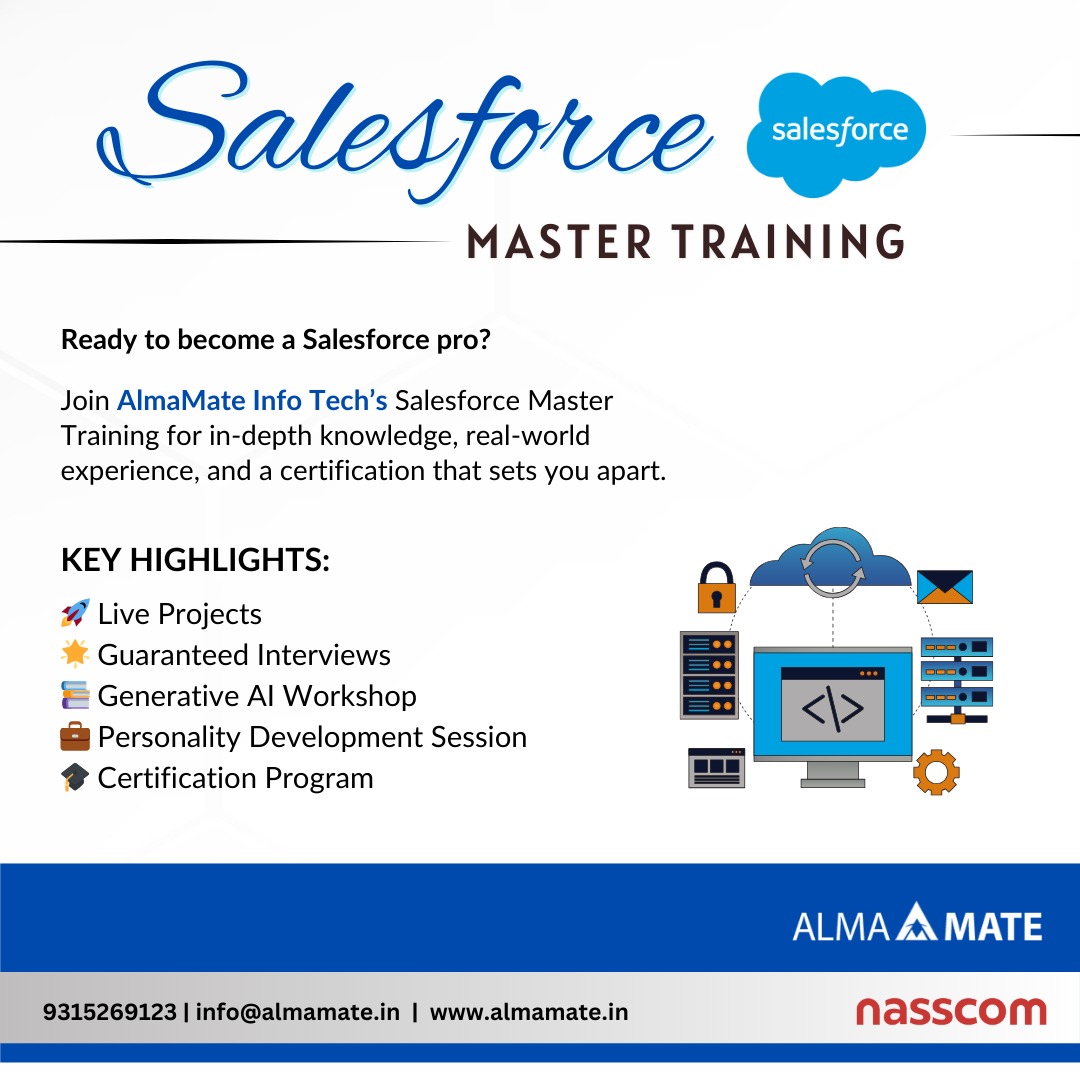 Salesforce
salesforce
MASTER TRAINING
Ready to become a Salesforce pro?
Join AlmaMate Info Tech’s Salesforce Master
Training for in-depth knowledge, real-world
experience, and a certification that sets you apart.
KEY HIGHLIGHTS:
🚀 Live Projects
🌟 Guaranteed Interviews
📚 Generative AI Workshop
💼 Personality Development Session
🎓 Certification Program
</>
ALMA MATE
9315269123 | info@almamate.in | www.almamate.in
nasscom